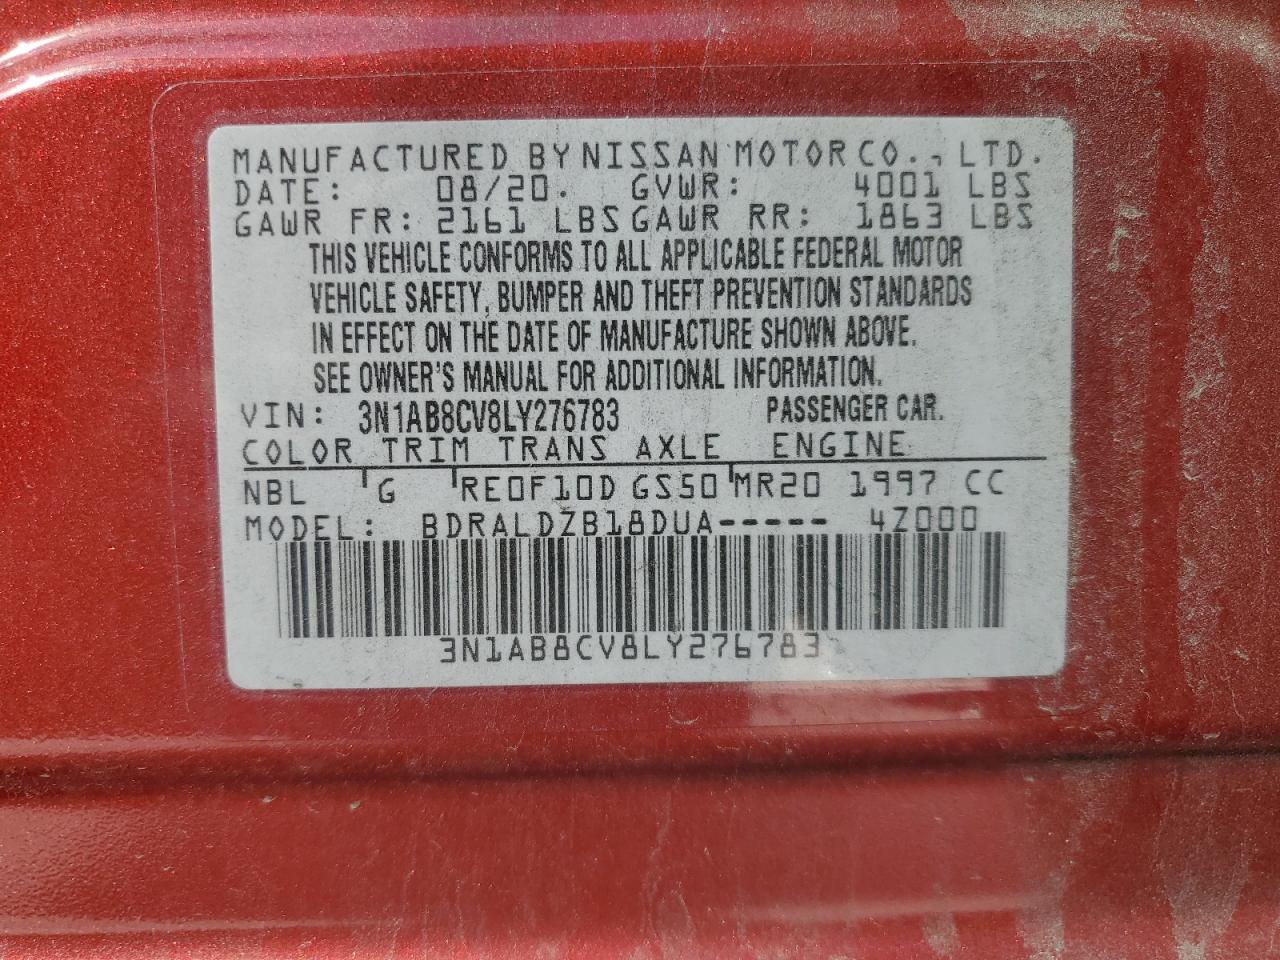 MANUFACTURED BY NISSAN MOTOR CO., LTD.
DATE: 08/20. GVWR: 4001 LBS
GAWR FR: 2161 LBS GAWR RR: 1863 LBS
THIS VEHICLE CONFORMS TO ALL APPLICABLE FEDERAL MOTOR
VEHICLE SAFETY, BUMPER AND THEFT PREVENTION STANDARDS
IN EFFECT ON THE DATE OF MANUFACTURE SHOWN ABOVE.
SEE OWNER'S MANUAL FOR ADDITIONAL INFORMATION.
VIN: 3N1AB8CV8LY276783 PASSENGER CAR.
COLOR TRIM TRANS AXLE ENGINE
NBL G RE0F10D GS50 MR20 1997 CC
MODEL: BDRALDZB18DUA----- 4Z000
3N1AB8CV8LY276783